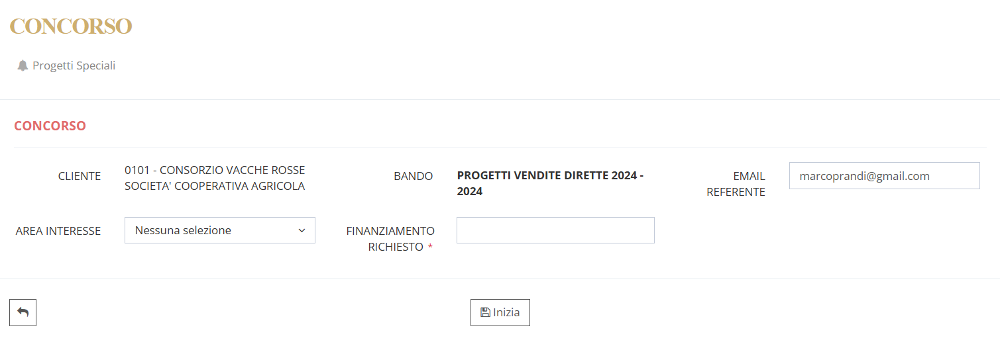 CONCORSO
Progetti Speciali
CONCORSO
CLIENTE
0101 - CONSORZIO VACCHE ROSSE
SOCIETA' COOPERATIVA AGRICOLA
BANDO
PROGETTI VENDITE DIRETTE 2024 -
2024
EMAIL
REFERENTE
marcoprandi@gmail.com
AREA INTERESSE
Nessuna selezione
FINANZIAMENTO
RICHIESTO *
Inizia